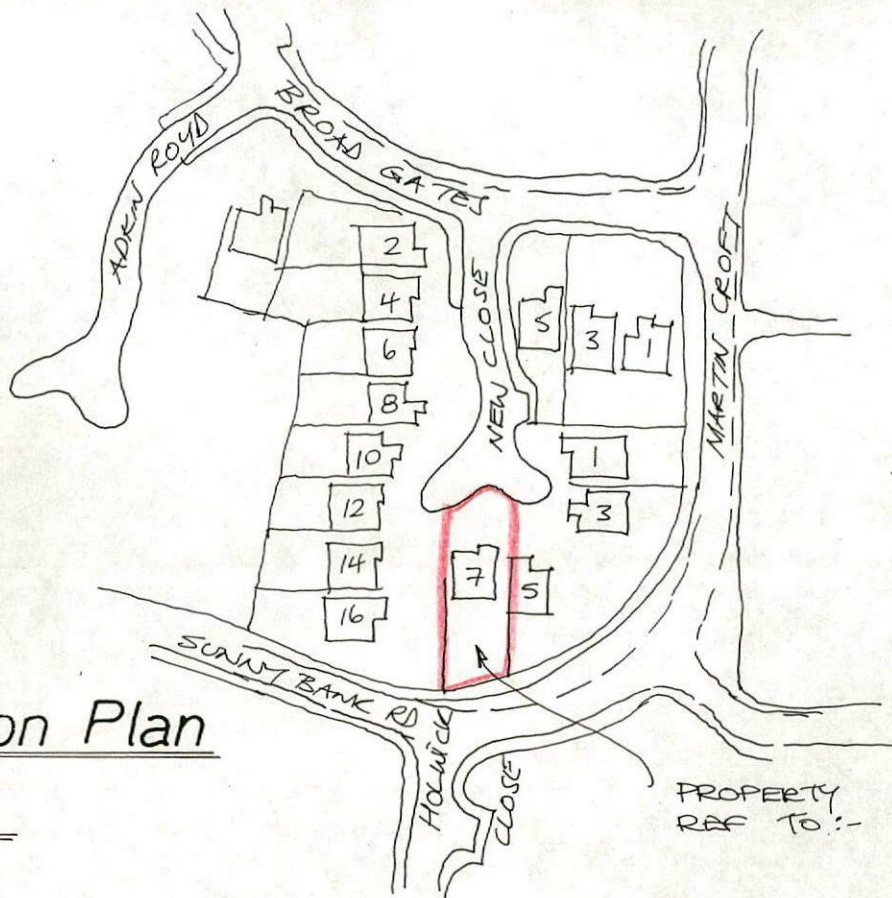 BROAD
GATES
ADKIN ROYD
2
4
6
8
10
12
14
16
NEW CLOSE
5
3
1
MARTIN CROFT
1
3
7
5
SUNNY BANK RD
on Plan
HOLWICK
CLOSE
PROPERTY
REF TO :-